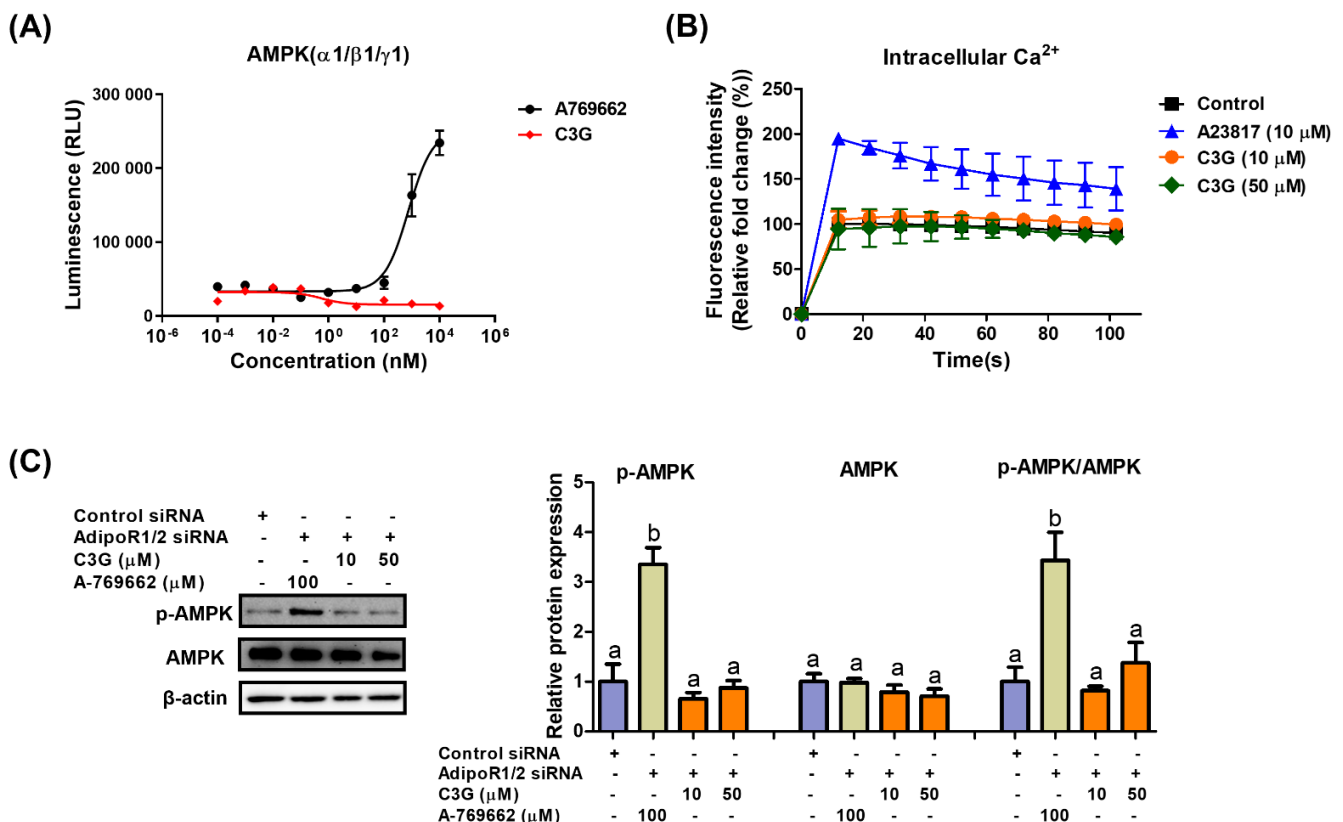 (A)
AMPK(α1/β1/γ1)
Luminescence (RLU)
300 000
200 000
100 000
0
10⁻⁶ 10⁻⁴ 10⁻² 10⁰ 10² 10⁴ 10⁶
Concentration (nM)
A769662
C3G
(B)
Intracellular Ca²⁺
Fluorescence intensity
(Relative fold change (%))
250
200
150
100
50
0
0 20 40 60 80 100
Time(s)
Control
A23817 (10 μM)
C3G (10 μM)
C3G (50 μM)
(C)
Control siRNA + - - -
AdipoR1/2 siRNA - + + +
C3G (μM) - - 10 50
A-769662 (μM) - 100 - -
p-AMPK
AMPK
β-actin
p-AMPK AMPK p-AMPK/AMPK
Relative protein expression
5
4
3
2
1
0
a b a a a a a a a b a a
Control siRNA + - - - + - - - + - - -
AdipoR1/2 siRNA - + + + - + + + - + + +
C3G (μM) - - 10 50 - - 10 50 - - 10 50
A-769662 (μM) - 100 - - - 100 - - - 100 - -